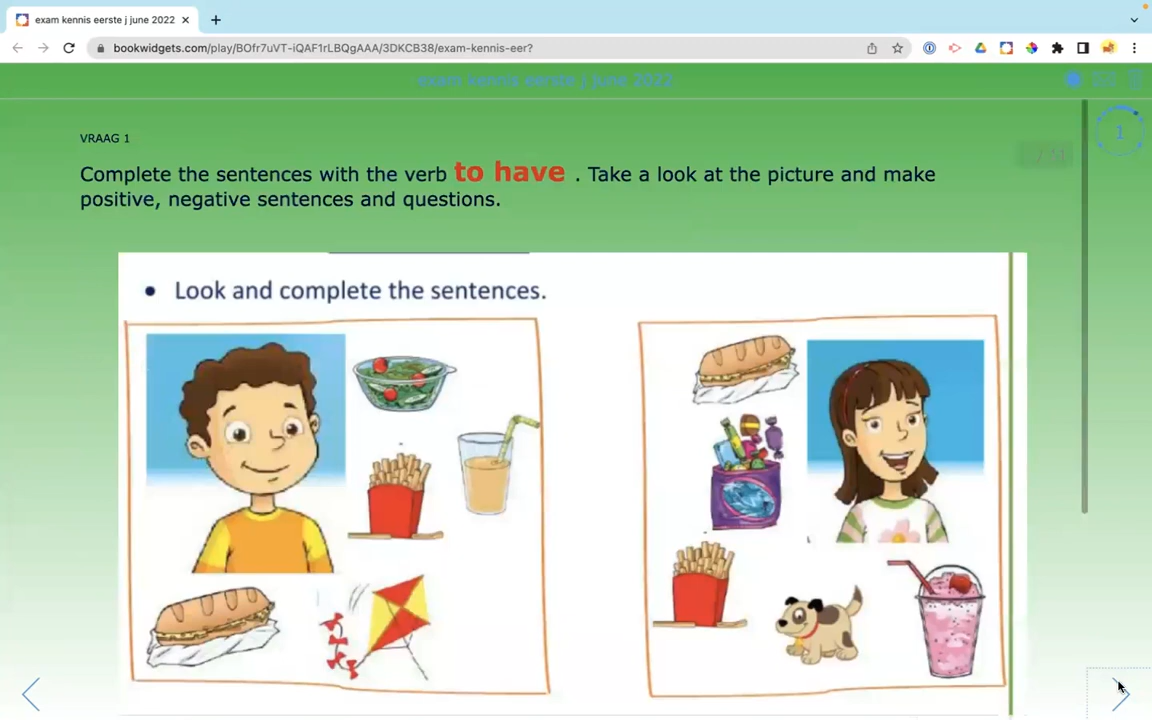 exam kennis eerste j june 2022
bookwidgets.com/play/BOfr7uVT-iQAF1rLBQgAAA/3DKCB38/exam-kennis-eer?
exam kennis eerste j june 2022
1
VRAAG 1
Complete the sentences with the verb to have . Take a look at the picture and make
positive, negative sentences and questions.
• Look and complete the sentences.